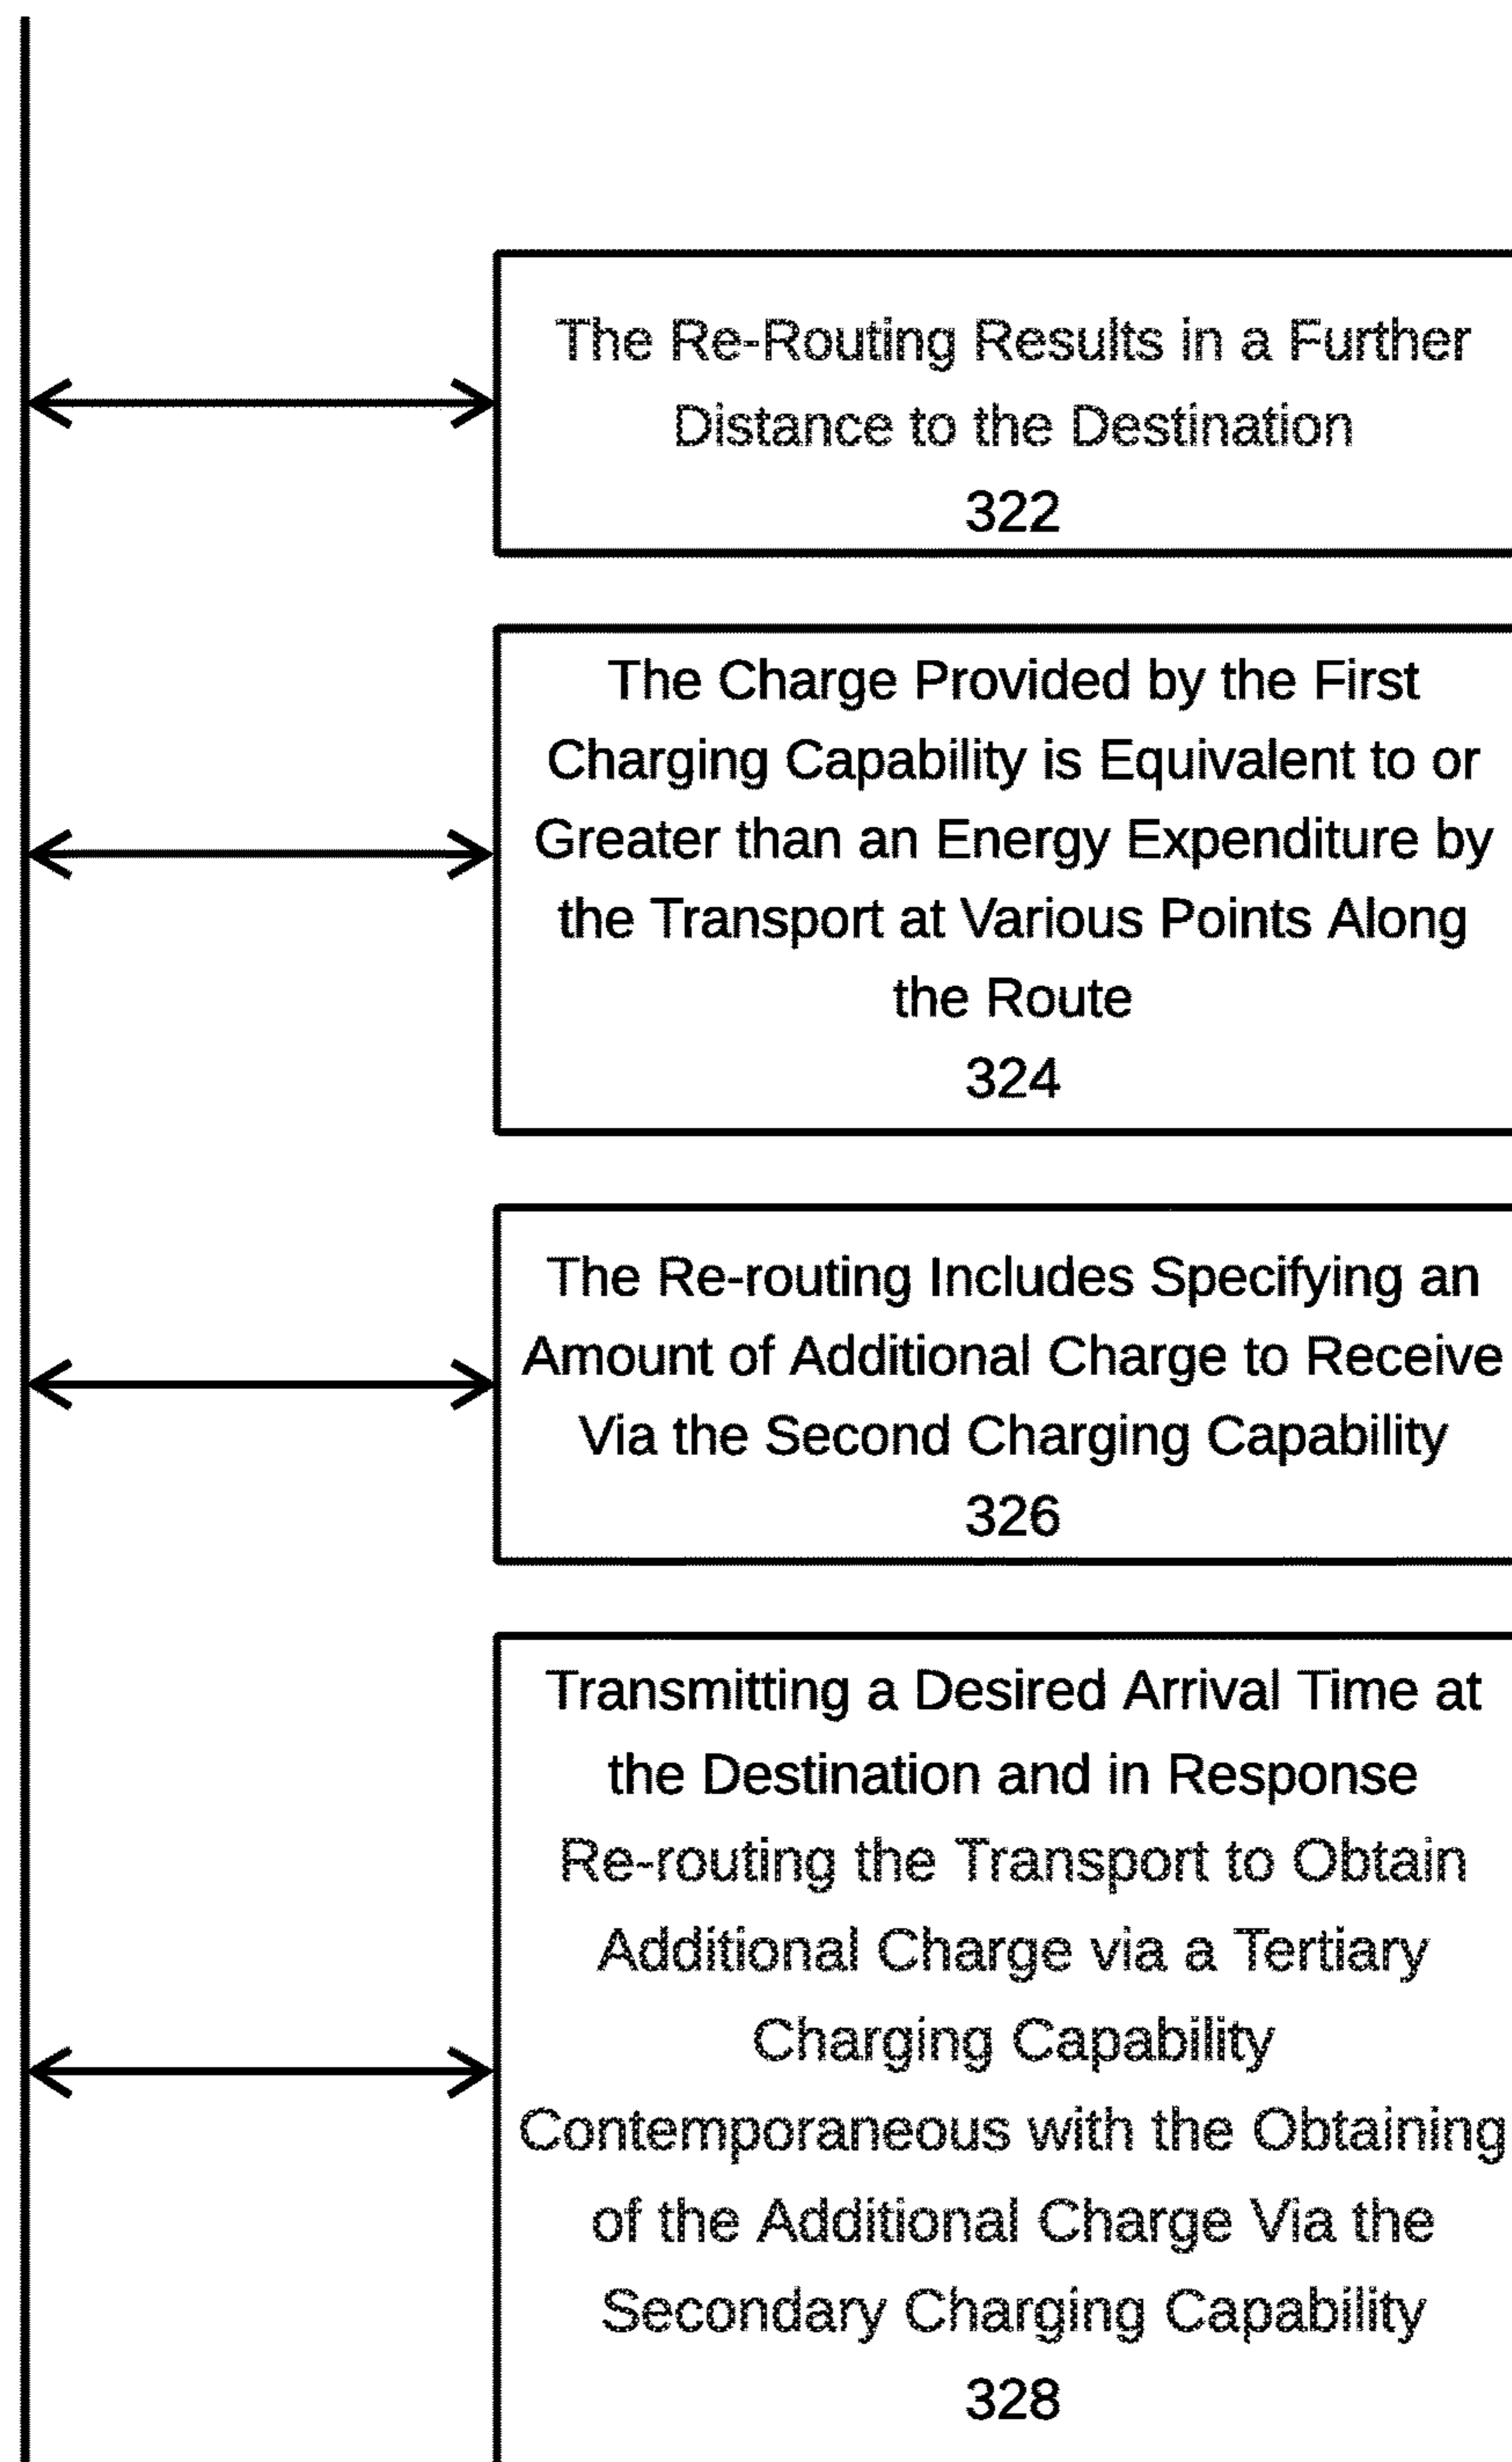 The Re-Routing Results in a Further
Distance to the Destination
322
The Charge Provided by the First
Charging Capability is Equivalent to or
Greater than an Energy Expenditure by
the Transport at Various Points Along
the Route
324
The Re-routing Includes Specifying an
Amount of Additional Charge to Receive
Via the Second Charging Capability
326
Transmitting a Desired Arrival Time at
the Destination and in Response
Re-routing the Transport to Obtain
Additional Charge via a Tertiary
Charging Capability
Contemporaneous with the Obtaining
of the Additional Charge Via the
Secondary Charging Capability
328